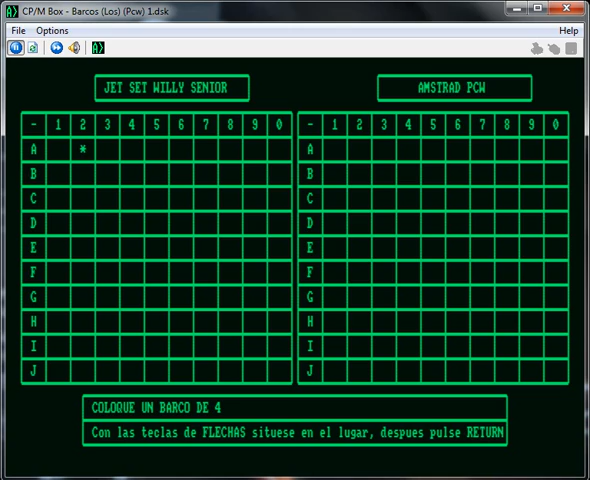 CP/M Box - Barcos (Los) (Pcw) 1.dsk
File Options Help
A>
JET SET WILLY SENIOR AMSTRAD PCW
- 1 2 3 4 5 6 7 8 9 0 - 1 2 3 4 5 6 7 8 9 0
A * A
B B
C C
D D
E E
F F
G G
H H
I I
J J
COLOQUE UN BARCO DE 4
Con las teclas de FLECHAS situese en el lugar, despues pulse RETURN